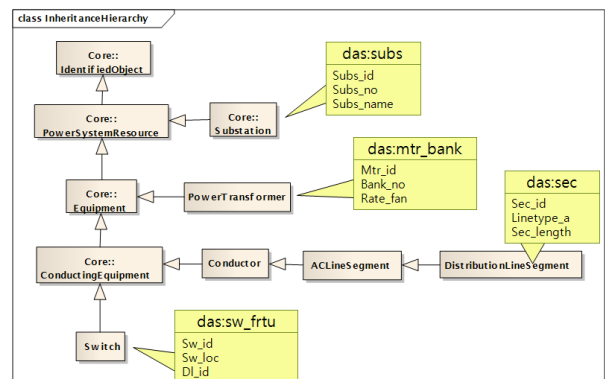 class InheritanceHierarchy
Core::
IdentifiedObject
das:subs
Subs_id
Subs_no
Subs_name
Core::
PowerSystemResource
Core::
Substation
das:mtr_bank
Mtr_id
Bank_no
Rate_fan
Core::
Equipment
PowerTransformer
das:sec
Sec_id
Linetype_a
Sec_length
Core::
ConductingEquipment
Conductor
ACLineSegment
DistributionLineSegment
das:sw_frtu
Sw_id
Sw_loc
Dl_id
Switch